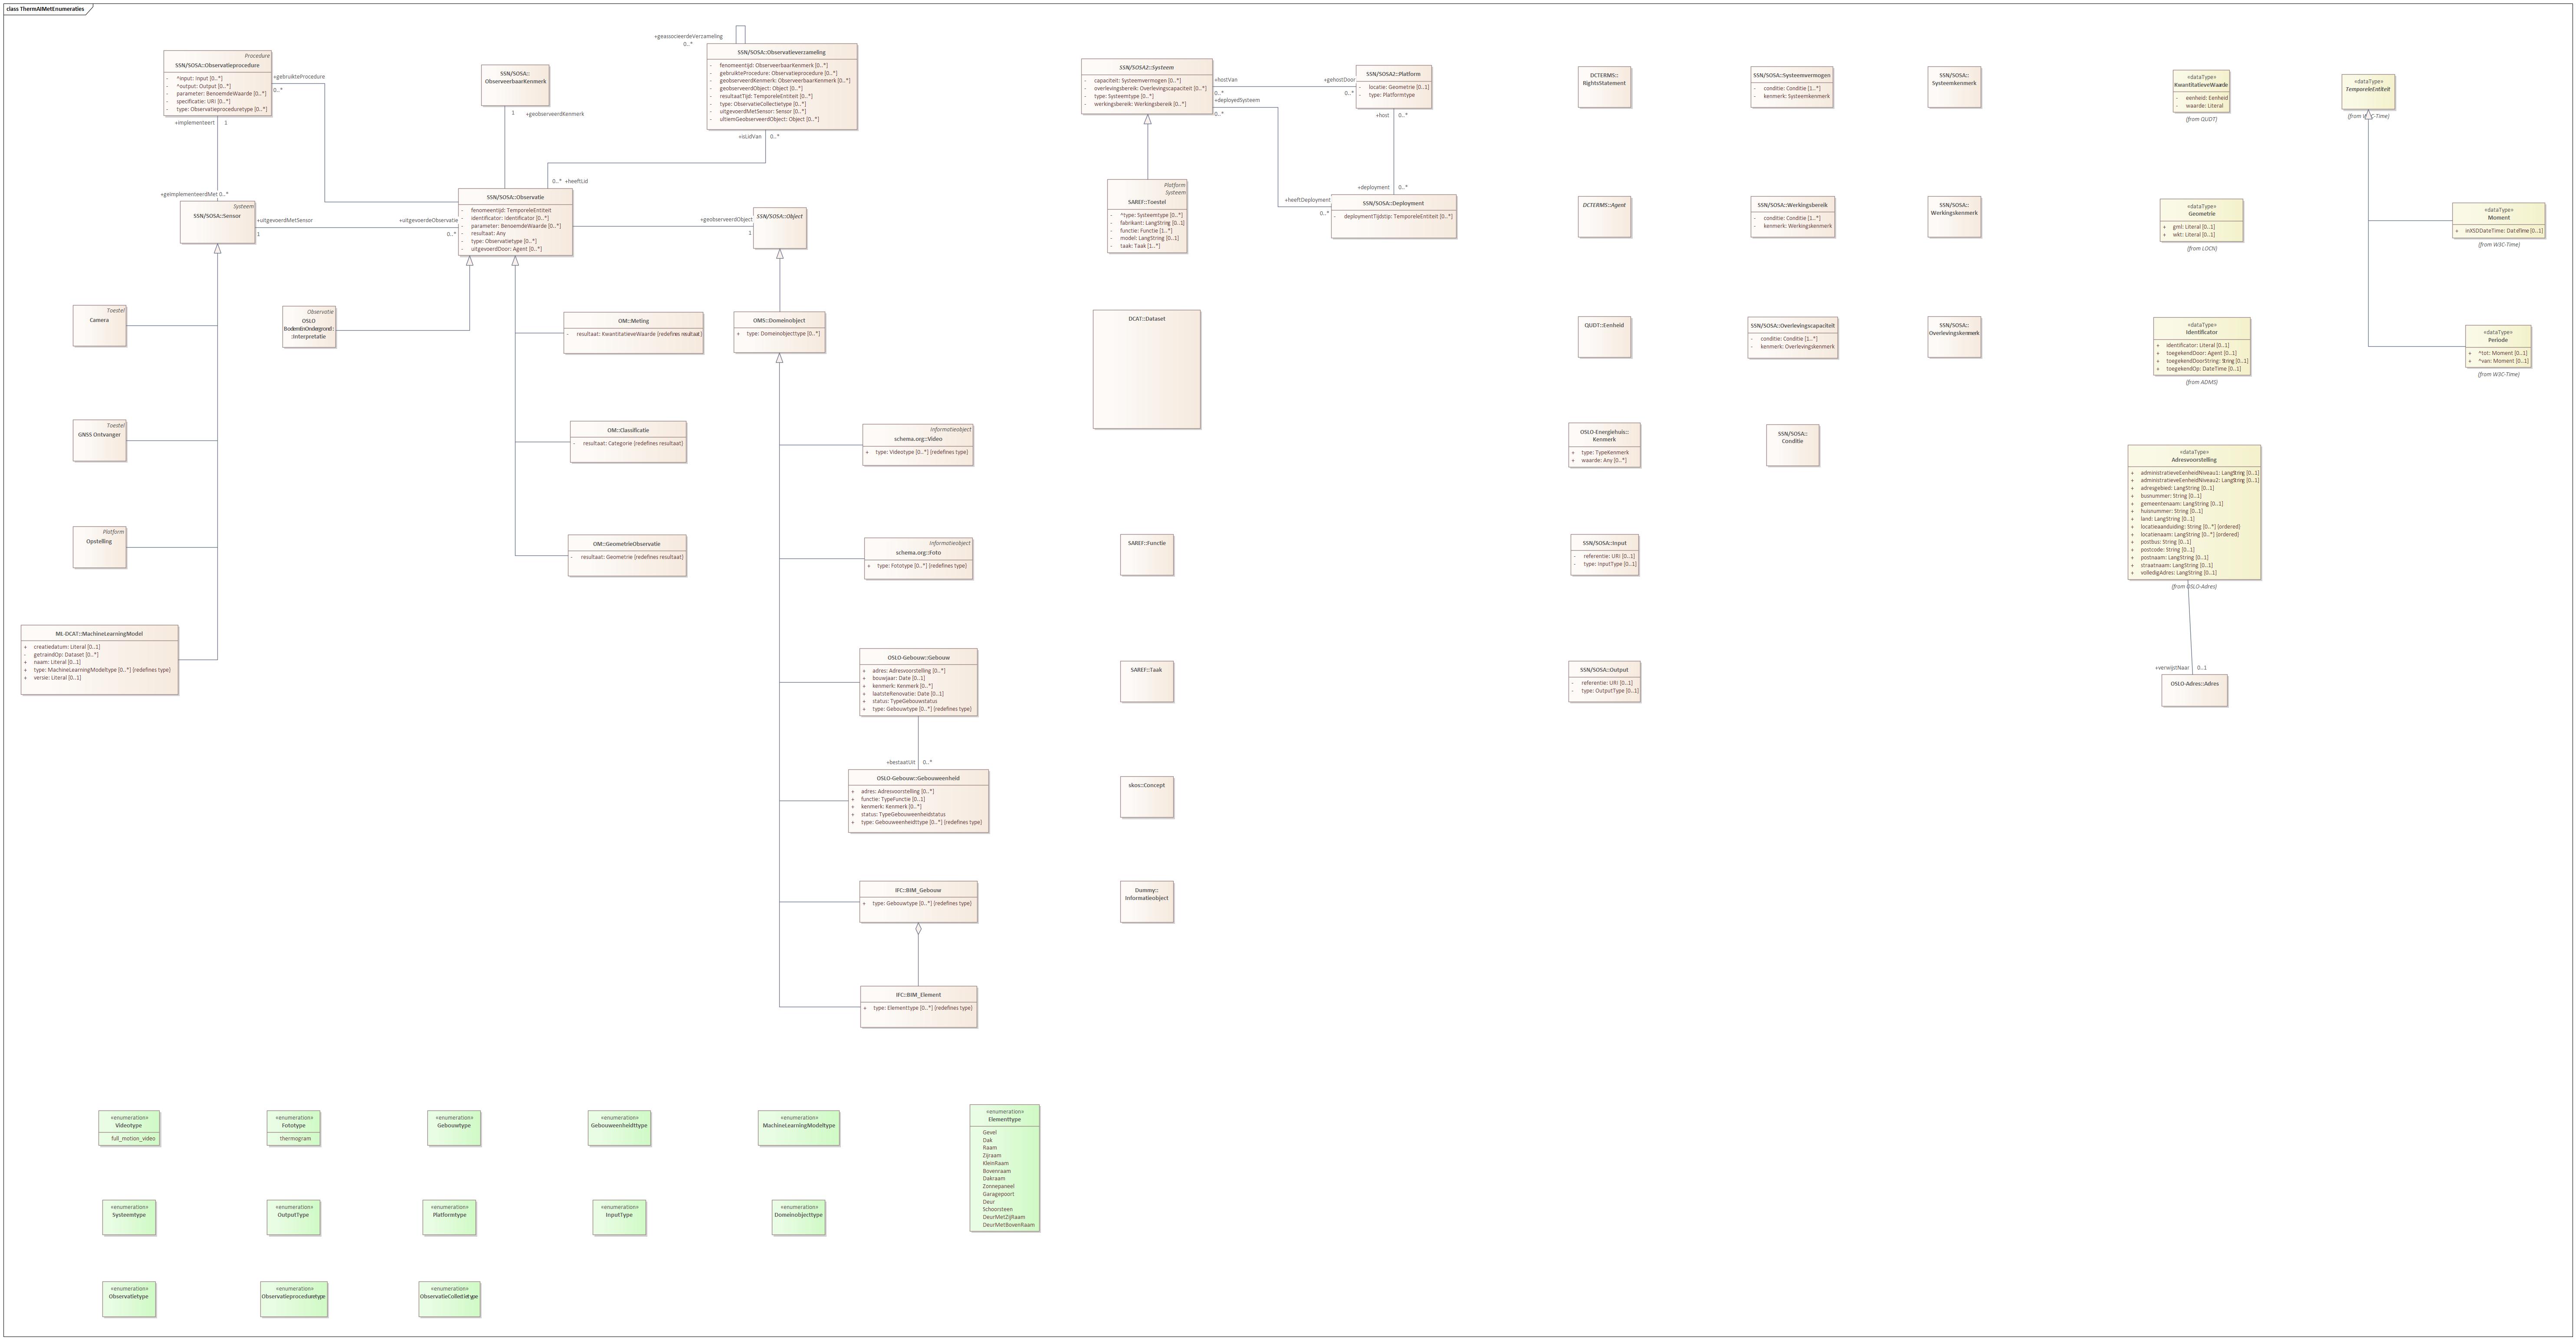 class ThermAIMetEnumeraties
Procedure
SSN/SOSA::Observatieprocedure
- ^input: Input [0..*]
- ^output: Output [0..*]
- parameter: BenoemdeWaarde [0..*]
- specificatie: URI [0..*]
- type: Observatieproceduretype [0..*]
+gebruikteProcedure
0..*
+implementeert 1
+geïmplementeerdMet 0..*
Systeem
SSN/SOSA::Sensor
+uitgevoerdMetSensor
1
+uitgevoerdeObservatie
0..*
SSN/SOSA::
ObserveerbaarKenmerk
1 +geobserveerdKenmerk
+geassocieerdeVerzameling
0..*
SSN/SOSA::Observatieverzameling
- fenomeentijd: ObserveerbaarKenmerk [0..*]
- gebruikteProcedure: Observatieprocedure [0..*]
- geobserveerdKenmerk: ObserveerbaarKenmerk [0..*]
- geobserveerdObject: Object [0..*]
- resultaatTijd: TemporeleEntiteit [0..*]
- type: ObservatieCollectietype [0..*]
- uitgevoerdMetSensor: Sensor [0..*]
- ultiemGeobserveerdObject: Object [0..*]
+isLidVan 0..*
0..* +heeftLid
SSN/SOSA::Observatie
- fenomeentijd: TemporeleEntiteit
- identificator: Identificator [0..*]
- parameter: BenoemdeWaarde [0..*]
- resultaat: Any
- type: Observatietype [0..*]
- uitgevoerdDoor: Agent [0..*]
+geobserveerdObject
1
SSN/SOSA::Object
Toestel
Camera
Observatie
OSLO
BodemEnOndergrond::
:Interpretatie
OM::Meting
- resultaat: KwantitatieveWaarde {redefines resultaat}
OMS::Domeinobject
+ type: Domeinobjecttype [0..*]
Toestel
GNSS Ontvanger
OM::Classificatie
- resultaat: Categorie {redefines resultaat}
Informatieobject
schema.org::Video
+ type: Videotype [0..*] {redefines type}
Platform
Opstelling
OM::GeometrieObservatie
- resultaat: Geometrie {redefines resultaat}
Informatieobject
schema.org::Foto
+ type: Fototype [0..*] {redefines type}
ML-DCAT::MachineLearningModel
+ creatiedatum: Literal [0..1]
- getraindOp: Dataset [0..*]
+ naam: Literal [0..1]
+ type: MachineLearningModeltype [0..*] {redefines type}
+ versie: Literal [0..1]
OSLO-Gebouw::Gebouw
+ adres: Adresvoorstelling [0..*]
+ bouwjaar: Date [0..1]
+ kenmerk: Kenmerk [0..*]
+ laatsteRenovatie: Date [0..1]
+ status: TypeGebouwstatus
+ type: Gebouwtype [0..*] {redefines type}
+bestaatUit 0..*
OSLO-Gebouw::Gebouweenheid
+ adres: Adresvoorstelling [0..*]
+ functie: TypeFunctie [0..1]
+ kenmerk: Kenmerk [0..*]
+ status: TypeGebouweenheidstatus
+ type: Gebouweenheidttype [0..*] {redefines type}
IFC::BIM_Gebouw
+ type: Gebouwtype [0..*] {redefines type}
IFC::BIM_Element
+ type: Elementtype [0..*] {redefines type}
SSN/SOSA2::Systeem
- capaciteit: Systeemvermogen [0..*]
- overlevingsbereik: Overlevingscapaciteit [0..*]
- type: Systeemtype [0..*]
- werkingsbereik: Werkingsbereik [0..*]
+hostVan
0..*
+gehostDoor
0..*
+deployedSysteem
0..*
SSN/SOSA2::Platform
- locatie: Geometrie [0..1]
- type: Platformtype
+host 0..*
+deployment 0..*
+heeftDeployment
0..*
SSN/SOSA::Deployment
- deploymentTijdstip: TemporeleEntiteit [0..*]
Platform
Systeem
SAREF::Toestel
- ^type: Systeemtype [0..*]
- fabrikant: LangString [0..1]
- functie: Functie [1..*]
- model: LangString [0..1]
- taak: Taak [1..*]
DCAT::Dataset
SAREF::Functie
SAREF::Taak
skos::Concept
Dummy::
Informatieobject
DCTERMS::
RightsStatement
DCTERMS::Agent
QUDT::Eenheid
OSLO-Energiehuis::
Kenmerk
+ type: TypeKenmerk
+ waarde: Any [0..*]
SSN/SOSA::Input
- referentie: URI [0..1]
- type: InputType [0..1]
SSN/SOSA::Output
- referentie: URI [0..1]
- type: OutputType [0..1]
SSN/SOSA::Systeemvermogen
- conditie: Conditie [1..*]
- kenmerk: Systeemkenmerk
SSN/SOSA::Werkingsbereik
- conditie: Conditie [1..*]
- kenmerk: Werkingskenmerk
SSN/SOSA::Overlevingscapaciteit
- conditie: Conditie [1..*]
- kenmerk: Overlevingskenmerk
SSN/SOSA::
Conditie
SSN/SOSA::
Systeemkenmerk
SSN/SOSA::
Werkingskenmerk
SSN/SOSA::
Overlevingskenmerk
«dataType»
KwantitatieveWaarde
- eenheid: Eenheid
- waarde: Literal
(from QUDT)
«dataType»
Geometrie
+ gml: Literal [0..1]
+ wkt: Literal [0..1]
(from LOCN)
«dataType»
Identificator
+ identificator: Literal [0..1]
+ toegekendDoor: Agent [0..1]
+ toegekendDoorString: String [0..1]
+ toegekendOp: DateTime [0..1]
(from ADMS)
«dataType»
Adresvoorstelling
+ administratieveEenheidNiveau1: LangString [0..1]
+ administratieveEenheidNiveau2: LangString [0..1]
+ adresgebied: LangString [0..1]
+ busnummer: String [0..1]
+ gemeentenaam: LangString [0..1]
+ huisnummer: String [0..1]
+ land: LangString [0..1]
+ locatieaanduiding: String [0..*] {ordered}
+ locatienaam: LangString [0..*] {ordered}
+ postbus: String [0..1]
+ postcode: String [0..1]
+ postnaam: LangString [0..1]
+ straatnaam: LangString [0..1]
+ volledigAdres: LangString [0..1]
(from OSLO-Adres)
+verwijstNaar 0..1
OSLO-Adres::Adres
«dataType»
TemporeleEntiteit
(from W3C-Time)
«dataType»
Moment
+ inXSDDateTime: DateTime [0..1]
(from W3C-Time)
«dataType»
Periode
+ ^tot: Moment [0..1]
+ ^van: Moment [0..1]
(from W3C-Time)
«enumeration»
Videotype
full_motion_video
«enumeration»
Fototype
thermogram
«enumeration»
Gebouwtype
«enumeration»
Gebouweenheidttype
«enumeration»
MachineLearningModeltype
«enumeration»
Elementtype
Gevel
Dak
Raam
Zijraam
KleinRaam
Bovenraam
Dakraam
Zonnepaneel
Garagepoort
Deur
Schoorsteen
DeurMetZijRaam
DeurMetBovenRaam
«enumeration»
Systeemtype
«enumeration»
OutputType
«enumeration»
Platformtype
«enumeration»
InputType
«enumeration»
Domeinobjecttype
«enumeration»
Observatietype
«enumeration»
Observatieproceduretype
«enumeration»
ObservatieCollectietype